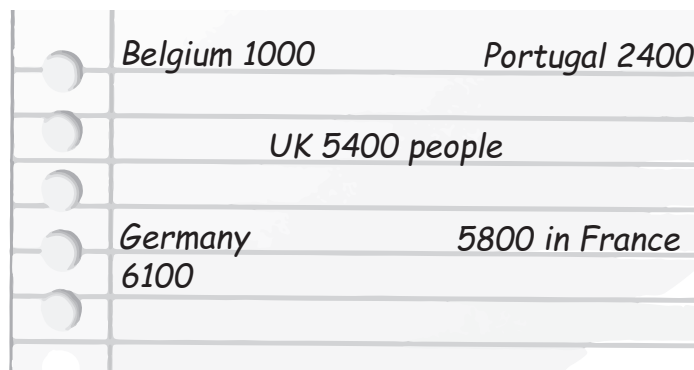 Belgium 1000
Portugal 2400
UK 5400 people
Germany
6100
5800 in France